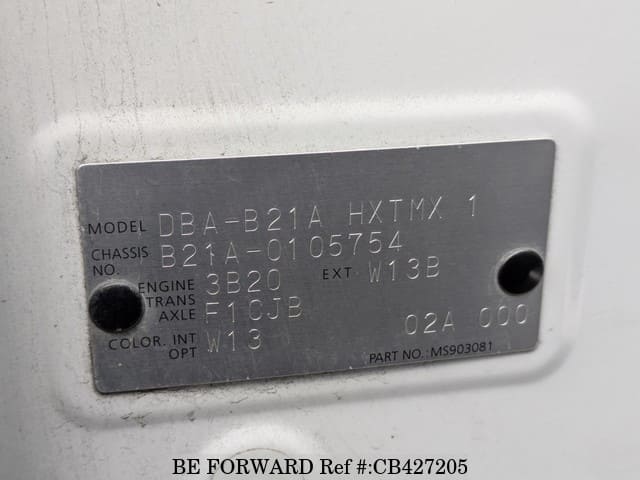 MODEL DBA-B21A HXTMX 1
CHASSIS NO. B21A-0105754
ENGINE 3B20 EXT W13B
TRANS AXLE F1CJB
COLOR. INT OPT W13 02A 000
PART NO.:MS903081
BE FORWARD Ref #:CB427205